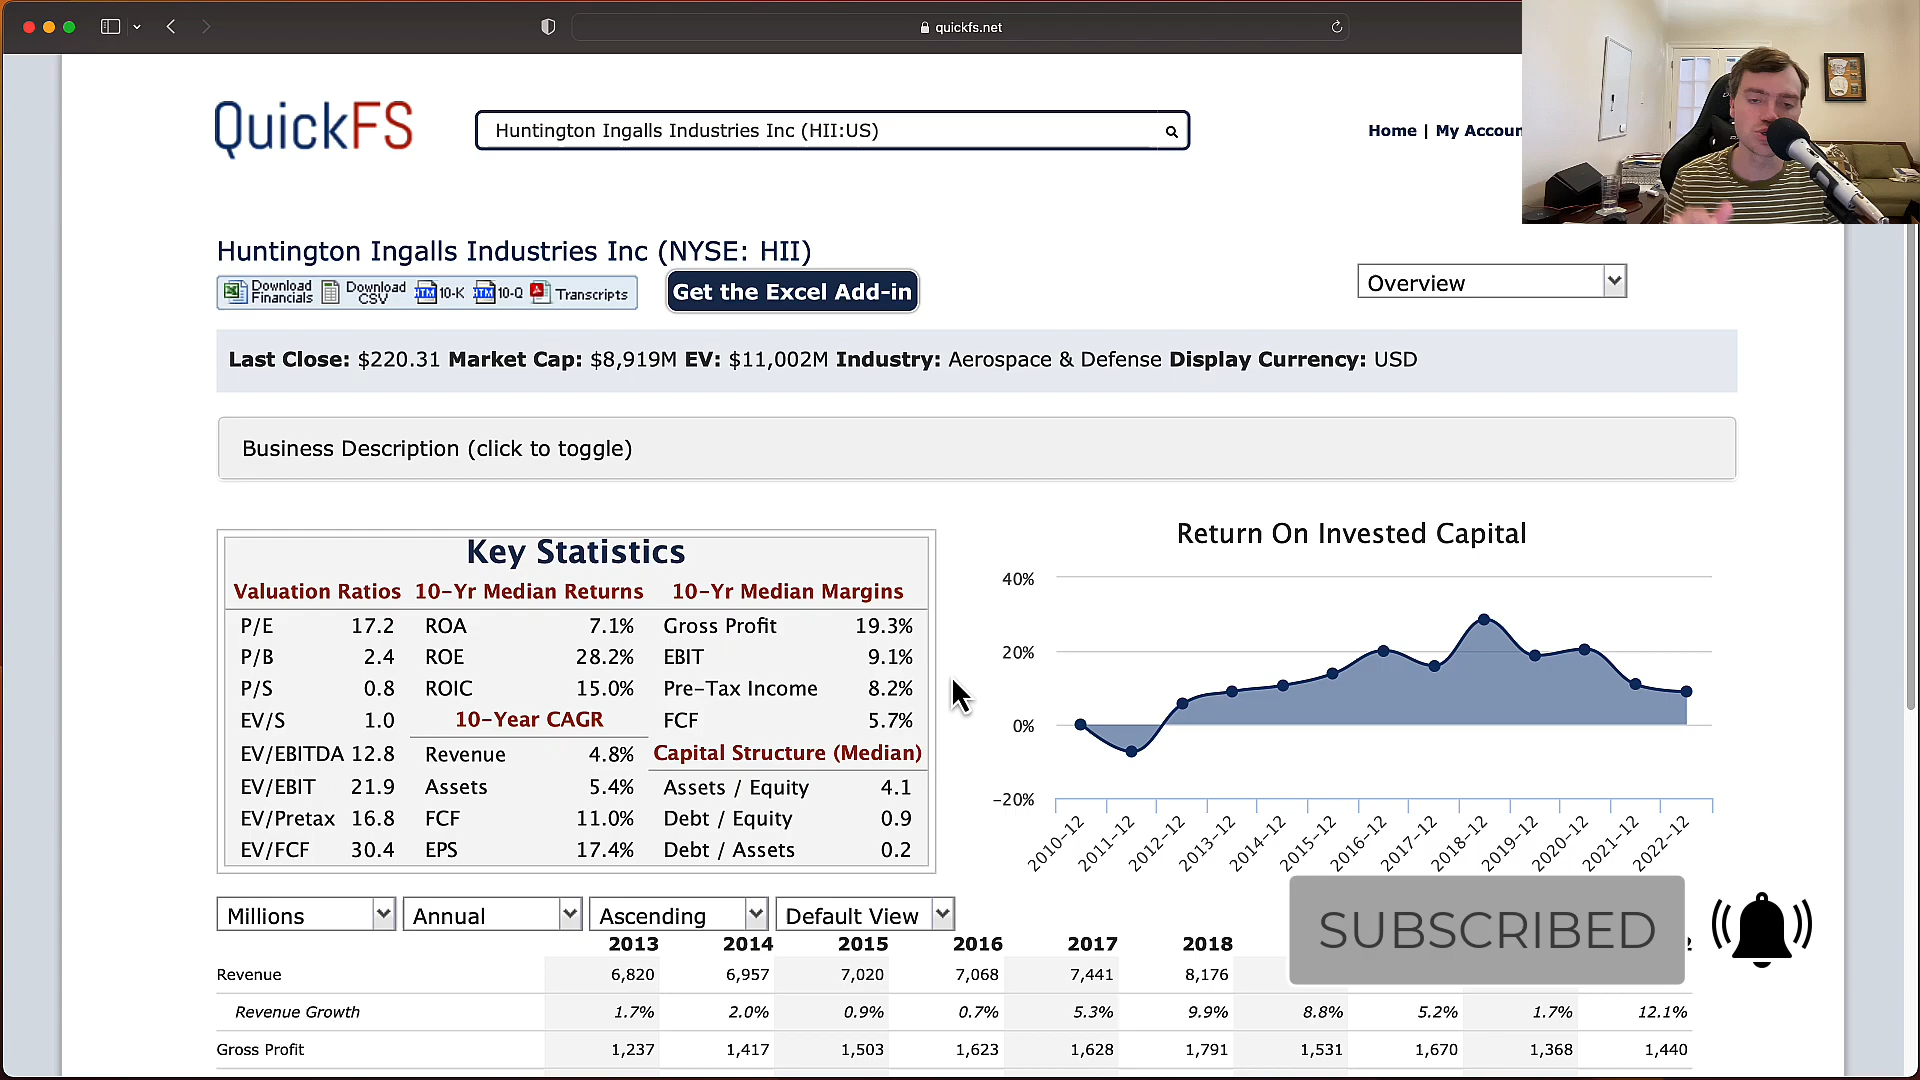 quickfs.net
QuickFS
Huntington Ingalls Industries Inc (HII:US)
Home | My Accoun
Huntington Ingalls Industries Inc (NYSE: HII)
Download Financials Download CSV 10-K 10-Q Transcripts
Get the Excel Add-in
Overview
Last Close: $220.31 Market Cap: $8,919M EV: $11,002M Industry: Aerospace & Defense Display Currency: USD
Business Description (click to toggle)
Key Statistics
Valuation Ratios 10-Yr Median Returns 10-Yr Median Margins
P/E 17.2 ROA 7.1% Gross Profit 19.3%
P/B 2.4 ROE 28.2% EBIT 9.1%
P/S 0.8 ROIC 15.0% Pre-Tax Income 8.2%
EV/S 1.0 10-Year CAGR FCF 5.7%
EV/EBITDA 12.8 Revenue 4.8% Capital Structure (Median)
EV/EBIT 21.9 Assets 5.4% Assets / Equity 4.1
EV/Pretax 16.8 FCF 11.0% Debt / Equity 0.9
EV/FCF 30.4 EPS 17.4% Debt / Assets 0.2
Return On Invested Capital
40%
20%
0%
-20%
2010-12 2011-12 2012-12 2013-12 2014-12 2015-12 2016-12 2017-12 2018-12 2019-12 2020-12 2021-12 2022-12
Millions Annual Ascending Default View
SUBSCRIBED
2013 2014 2015 2016 2017 2018
Revenue 6,820 6,957 7,020 7,068 7,441 8,176
Revenue Growth 1.7% 2.0% 0.9% 0.7% 5.3% 9.9% 8.8% 5.2% 1.7% 12.1%
Gross Profit 1,237 1,417 1,503 1,623 1,628 1,791 1,531 1,670 1,368 1,440